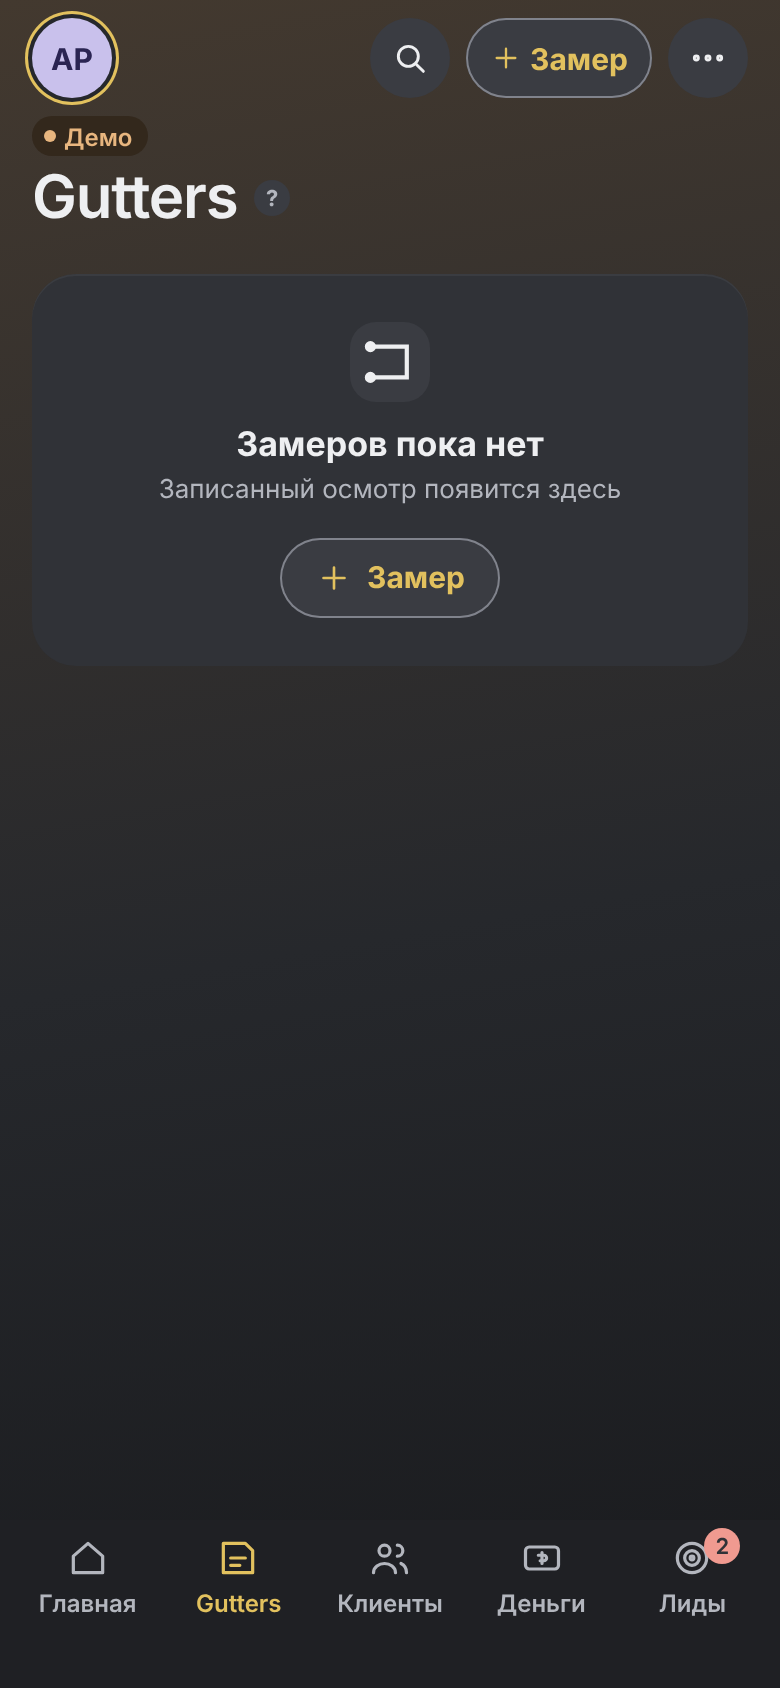 AP
+ Замер
Демо
Gutters ?
Замеров пока нет
Записанный осмотр появится здесь
+ Замер
2
Главная
Gutters
Клиенты
Деньги
Лиды